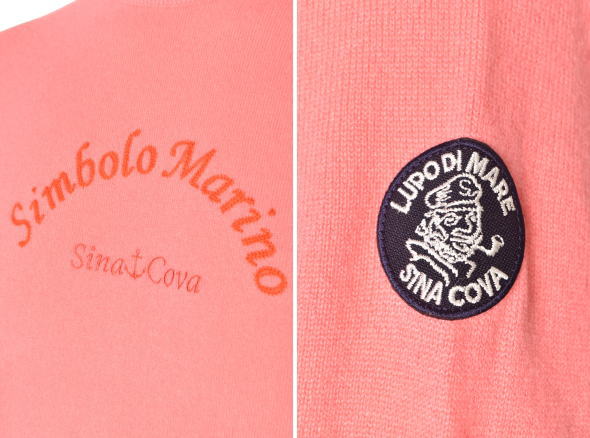 Simbolo Marino
Sina Cova
LUPO DI MARE
SINA COVA